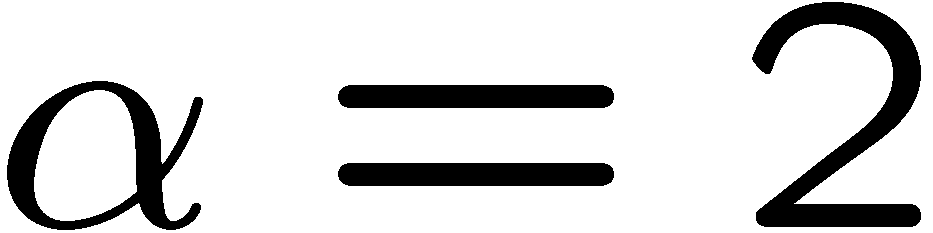 α = 2